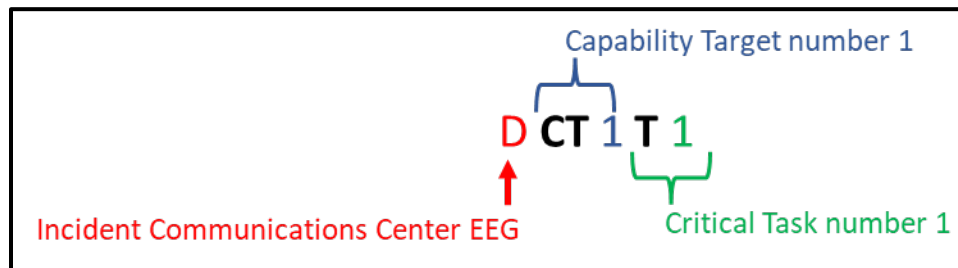 Capability Target number 1
D CT 1 T 1
Incident Communications Center EEG
Critical Task number 1